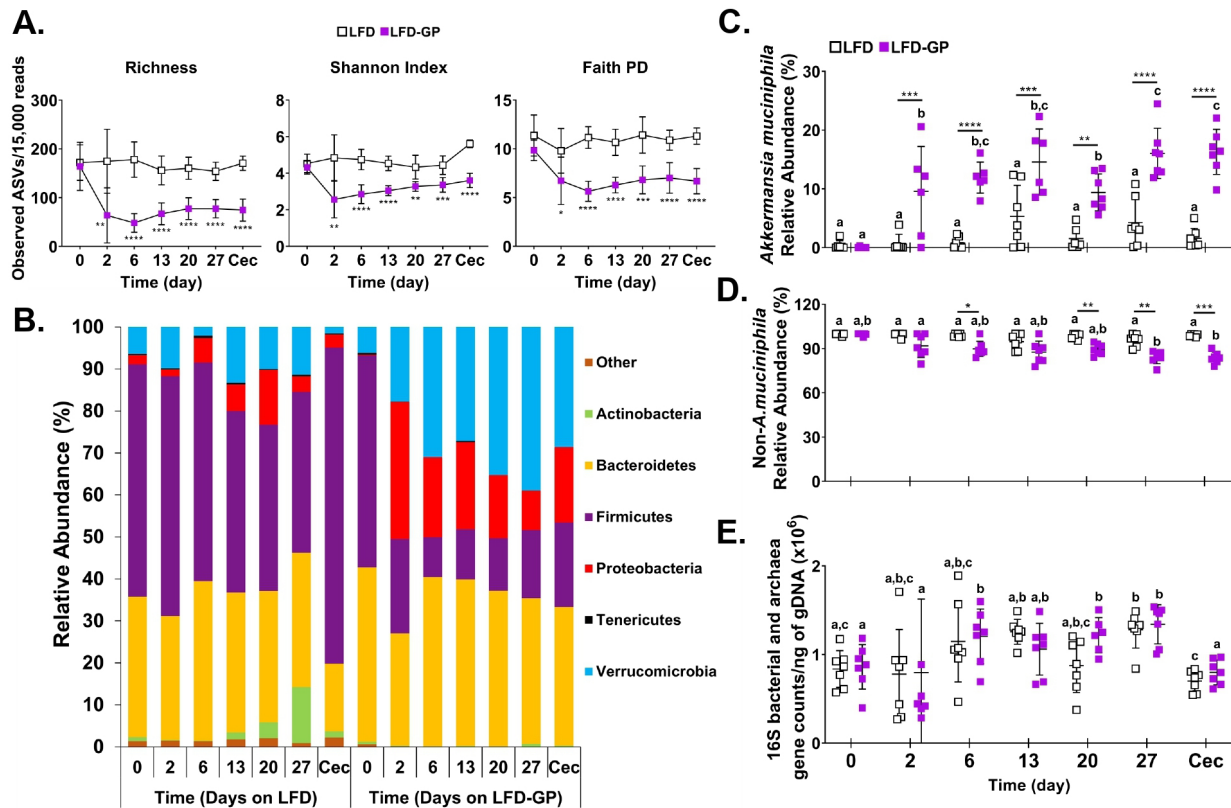 A.
LFD LFD-GP
Richness
Shannon Index
Faith PD
Observed ASVs/15,000 reads
300
200
100
0
8
6
4
2
0
15
10
5
0
** **** **** **** **** ****
** **** **** ** *** ****
* **** **** *** **** ****
0 2 6 13 20 27 Cec
0 2 6 13 20 27 Cec
0 2 6 13 20 27 Cec
Time (day)
Time (day)
Time (day)
B.
Relative Abundance (%)
100
90
80
70
60
50
40
30
20
10
0
0 2 6 13 20 27 Cec 0 2 6 13 20 27 Cec
Time (Days on LFD) Time (Days on LFD-GP)
Other
Actinobacteria
Bacteroidetes
Firmicutes
Proteobacteria
Tenericutes
Verrucomicrobia
C.
LFD LFD-GP
Akkermansia muciniphila
Relative Abundance (%)
30
20
10
0
*** **** *** ** **** ****
a a a b a b,c a b,c a b a c a c
D.
Non-A.muciniphila
Relative Abundance (%)
120
90
60
30
0
* ** ** ***
a a,b a a a a,b a a a a,b a b a b
E.
16S bacterial and archaea
gene counts/ng of gDNA (x10⁶)
2
1
0
a,c a a,b,c a a,b,c b a,b a,b a,b,c b b b c a
0 2 6 13 20 27 Cec
Time (day)